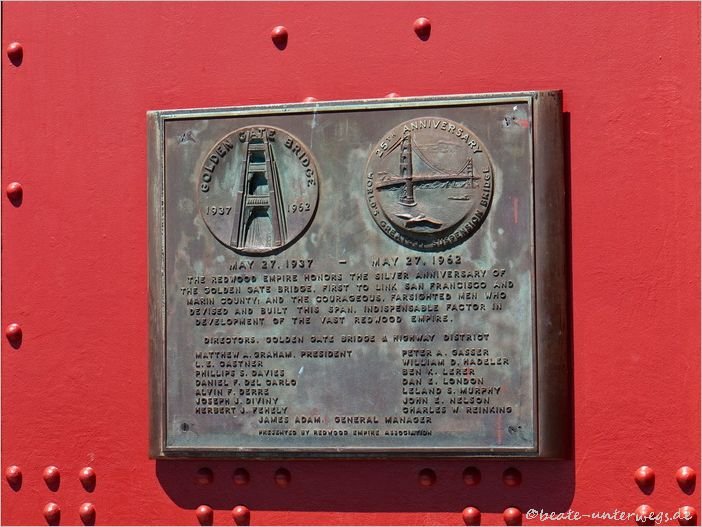 GOLDEN GATE BRIDGE
1937 1962
25TH ANNIVERSARY
WORLD'S GREATEST SUSPENSION BRIDGE
MAY 27, 1937 – MAY 27, 1962
THE REDWOOD EMPIRE HONORS THE SILVER ANNIVERSARY OF
THE GOLDEN GATE BRIDGE, FIRST TO LINK SAN FRANCISCO AND
MARIN COUNTY; AND THE COURAGEOUS, FARSIGHTED MEN WHO
DEVISED AND BUILT THIS SPAN, INDISPENSABLE FACTOR IN
DEVELOPMENT OF THE VAST REDWOOD EMPIRE.
DIRECTORS, GOLDEN GATE BRIDGE & HIGHWAY DISTRICT
MATTHEW A. GRAHAM, PRESIDENT
L. E. CASTNER
PHILLIPS S. DAVIES
DANIEL F. DEL CARLO
ALVIN F. DERRE
JOSEPH J. DIVINY
HERBERT J. FEHELY
PETER A. GASSER
WILLIAM D. HADELER
BEN K. LERER
DAN E. LONDON
LELAND S. MURPHY
JOHN E. NELSON
CHARLES W. REINKING
JAMES ADAM, GENERAL MANAGER
PRESENTED BY REDWOOD EMPIRE ASSOCIATION
©beate-unterwegs.de